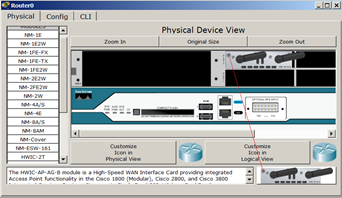 Router0
Physical
Config
CLI
MODULES
NM-1E
NM-1E2W
NM-1FE-FX
NM-1FE-TX
NM-1FE2W
NM-2E2W
NM-2FE2W
NM-2W
NM-4A/S
NM-4E
NM-8A/S
NM-8AM
NM-Cover
NM-ESW-161
HWIC-2T
Physical Device View
Zoom In
Original Size
Zoom Out
Customize
Icon in
Physical View
Customize
Icon in
Logical View
The HWIC-AP-AG-B module is a High-Speed WAN Interface Card providing integrated
Access Point functionality in the Cisco 1800 (Modular), Cisco 2800, and Cisco 3800